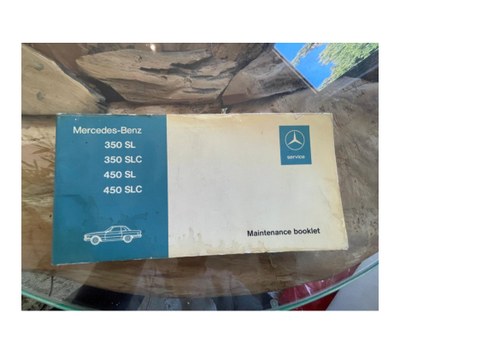 Mercedes-Benz
350 SL
350 SLC
450 SL
450 SLC
service
Maintenance booklet